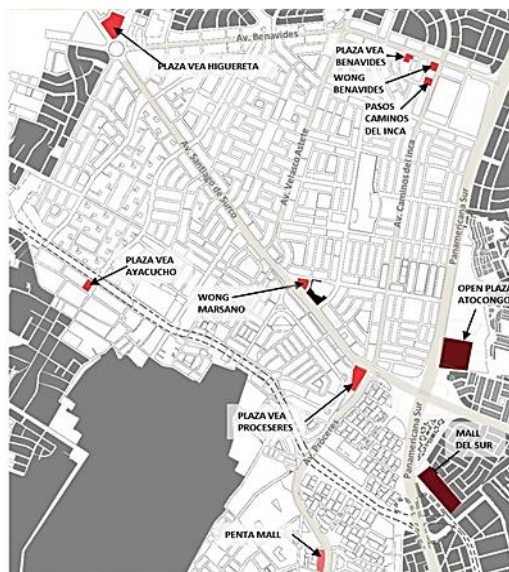 Av. Benavides
PLAZA VEA HIGUERETA
PLAZA VEA
BENAVIDES
WONG
BENAVIDES
PASOS
CAMINOS
DEL INCA
Av. Santiago de Surco
Av. Velasco Astete
Av. Caminos del Inca
Panamericana Sur
PLAZA VEA
AYACUCHO
WONG
MARSANO
OPEN PLAZA
ATOCONGO
PLAZA VEA
PROCESERES
Próceres
Panamericana Sur
MALL
DEL SUR
PENTA MALL